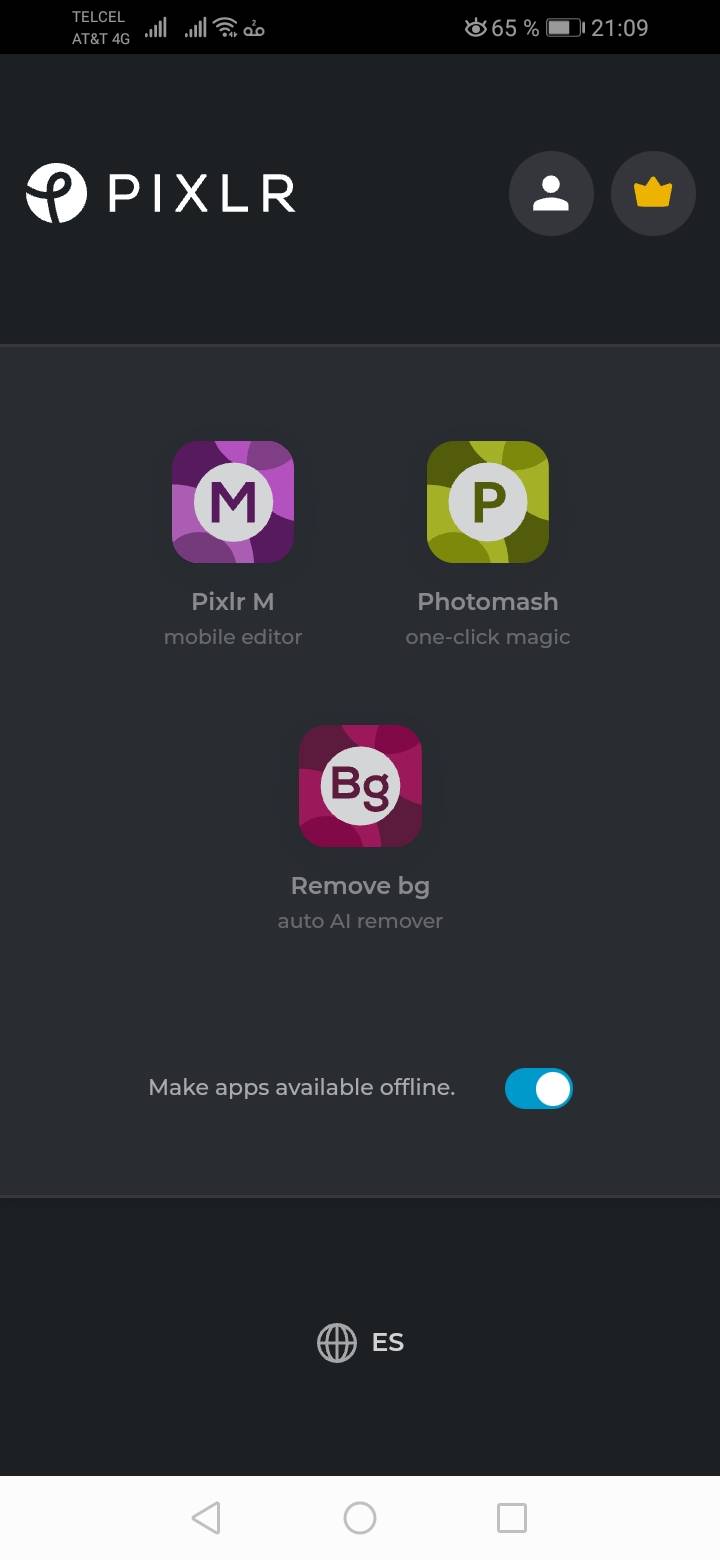 TELCEL
AT&T 4G
2
65 %
21:09
PIXLR
M
P
Pixlr M
Photomash
mobile editor
one-click magic
Bg
Remove bg
auto AI remover
Make apps available offline.
ES